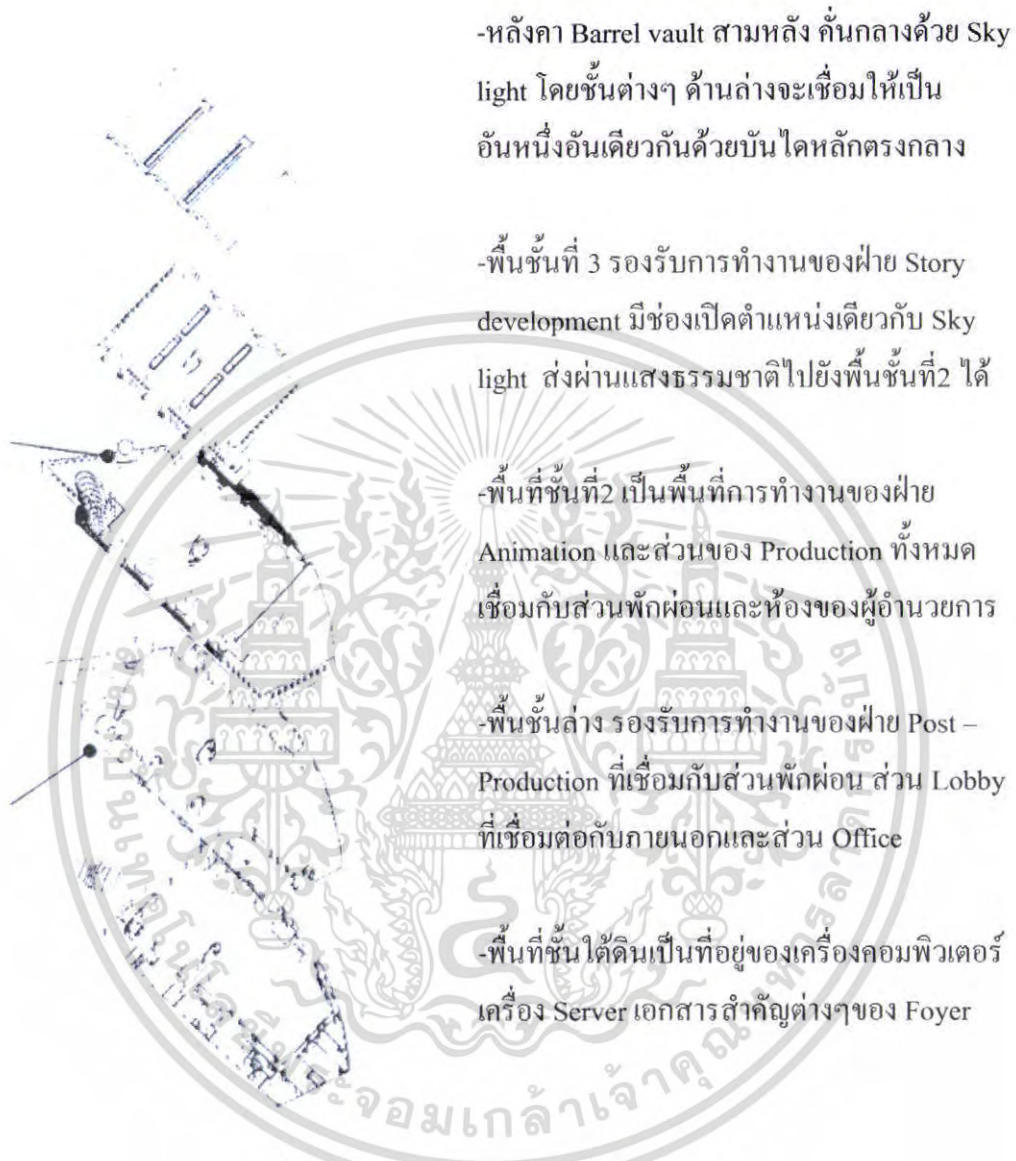 -หลังคา Barrel vault สามหลัง คั่นกลางด้วย Sky
light โดยชั้นต่างๆ ด้านล่างจะเชื่อมให้เป็น
อันหนึ่งอันเดียวกันด้วยบันไดหลักตรงกลาง
-พื้นชั้นที่ 3 รองรับการทำงานของฝ่าย Story
development มีช่องเปิดตำแหน่งเดียวกับ Sky
light ส่งผ่านแสงธรรมชาติไปยังพื้นชั้นที่2 ได้
-พื้นที่ชั้นที่2 เป็นพื้นที่การทำงานของฝ่าย
Animation และส่วนของ Production ทั้งหมด
เชื่อมกับส่วนพักผ่อนและห้องของผู้อำนวยการ
-พื้นชั้นล่าง รองรับการทำงานของฝ่าย Post –
Production ที่เชื่อมกับส่วนพักผ่อน ส่วน Lobby
ที่เชื่อมต่อกับภายนอกและส่วน Office
-พื้นที่ชั้นใต้ดินเป็นที่อยู่ของเครื่องคอมพิวเตอร์
เครื่อง Server เอกสารสำคัญต่างๆของ Foyer